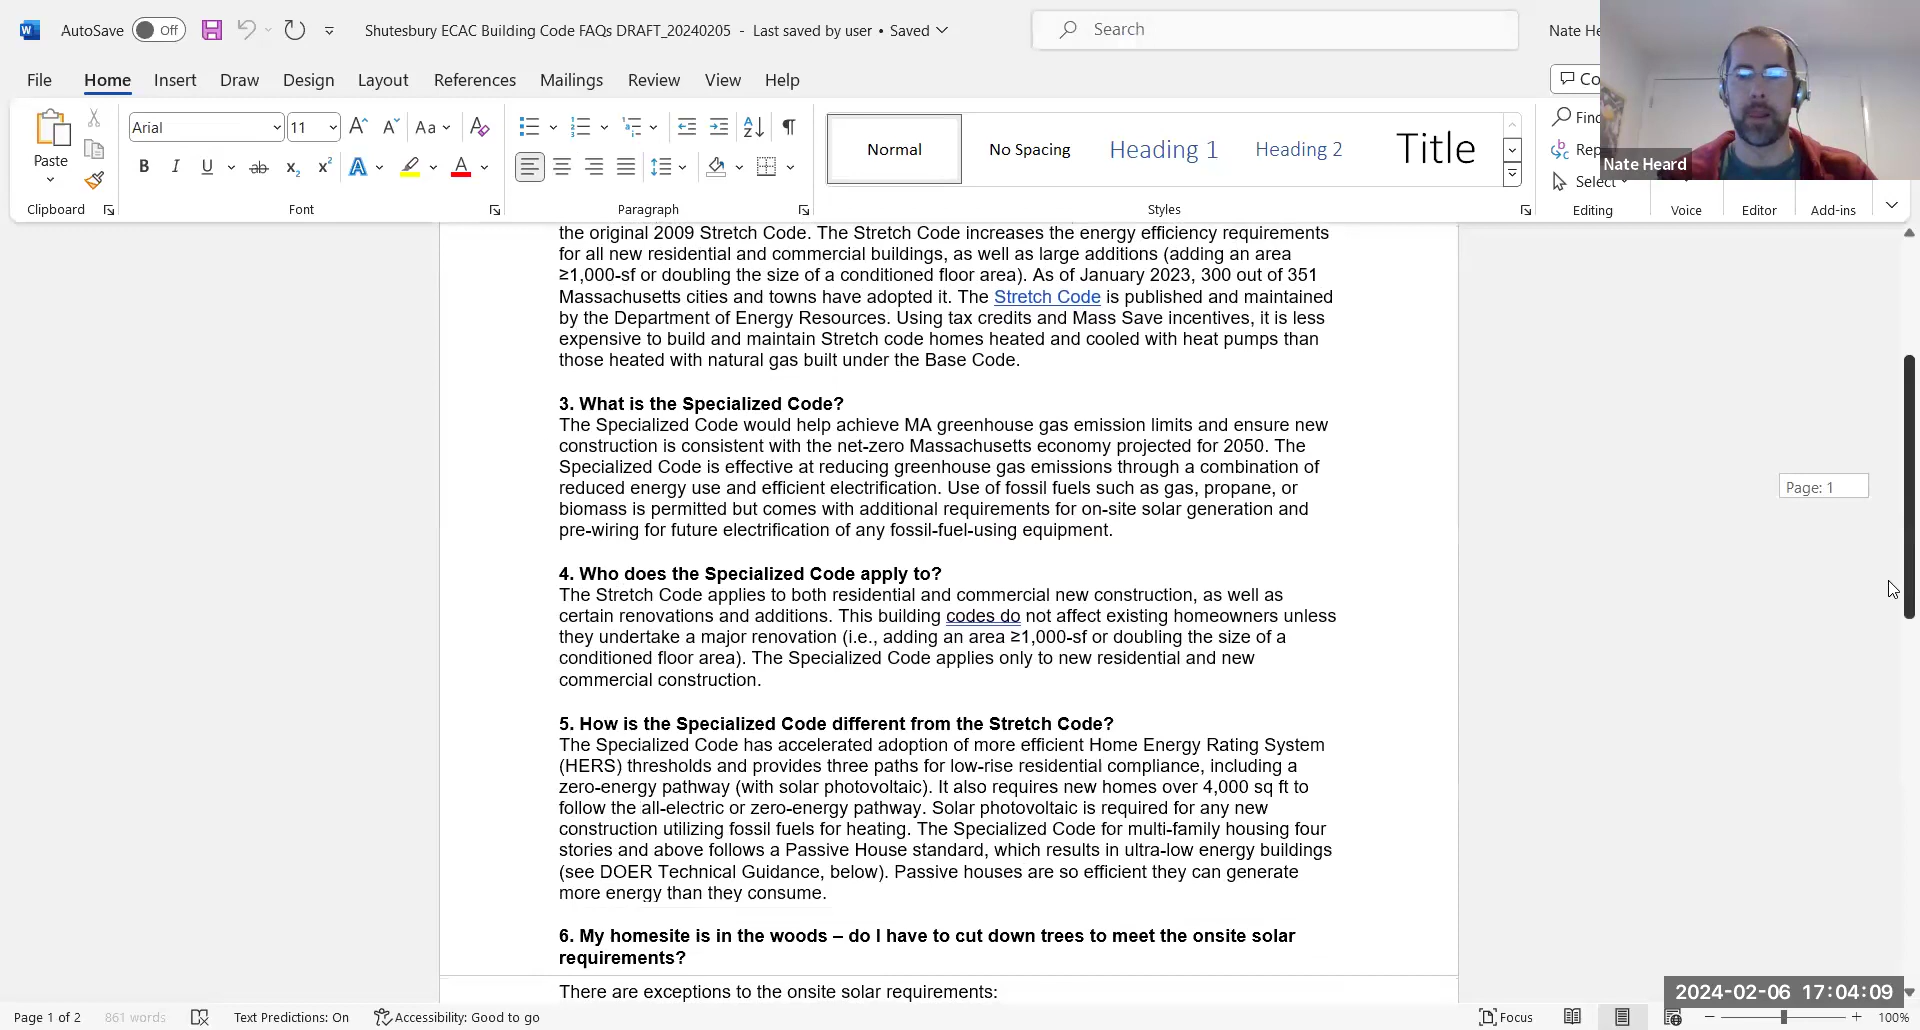 AutoSave Off Shutesbury ECAC Building Code FAQs DRAFT_20240205 - Last saved by user • Saved Search
File Home Insert Draw Design Layout References Mailings Review View Help
Arial 11 Aa
Paste
B I U ab x₂ x² A A
Normal No Spacing Heading 1 Heading 2 Title
Select
Nate Heard
Clipboard Font Paragraph Styles Editing Voice Editor Add-ins
the original 2009 Stretch Code. The Stretch Code increases the energy efficiency requirements
for all new residential and commercial buildings, as well as large additions (adding an area
≥1,000-sf or doubling the size of a conditioned floor area). As of January 2023, 300 out of 351
Massachusetts cities and towns have adopted it. The Stretch Code is published and maintained
by the Department of Energy Resources. Using tax credits and Mass Save incentives, it is less
expensive to build and maintain Stretch code homes heated and cooled with heat pumps than
those heated with natural gas built under the Base Code.
3. What is the Specialized Code?
The Specialized Code would help achieve MA greenhouse gas emission limits and ensure new
construction is consistent with the net-zero Massachusetts economy projected for 2050. The
Specialized Code is effective at reducing greenhouse gas emissions through a combination of
reduced energy use and efficient electrification. Use of fossil fuels such as gas, propane, or
biomass is permitted but comes with additional requirements for on-site solar generation and
pre-wiring for future electrification of any fossil-fuel-using equipment.
Page: 1
4. Who does the Specialized Code apply to?
The Stretch Code applies to both residential and commercial new construction, as well as
certain renovations and additions. This building codes do not affect existing homeowners unless
they undertake a major renovation (i.e., adding an area ≥1,000-sf or doubling the size of a
conditioned floor area). The Specialized Code applies only to new residential and new
commercial construction.
5. How is the Specialized Code different from the Stretch Code?
The Specialized Code has accelerated adoption of more efficient Home Energy Rating System
(HERS) thresholds and provides three paths for low-rise residential compliance, including a
zero-energy pathway (with solar photovoltaic). It also requires new homes over 4,000 sq ft to
follow the all-electric or zero-energy pathway. Solar photovoltaic is required for any new
construction utilizing fossil fuels for heating. The Specialized Code for multi-family housing four
stories and above follows a Passive House standard, which results in ultra-low energy buildings
(see DOER Technical Guidance, below). Passive houses are so efficient they can generate
more energy than they consume.
6. My homesite is in the woods – do I have to cut down trees to meet the onsite solar
requirements?
There are exceptions to the onsite solar requirements:
2024-02-06 17:04:09
Page 1 of 2 861 words Text Predictions: On Accessibility: Good to go Focus 100%